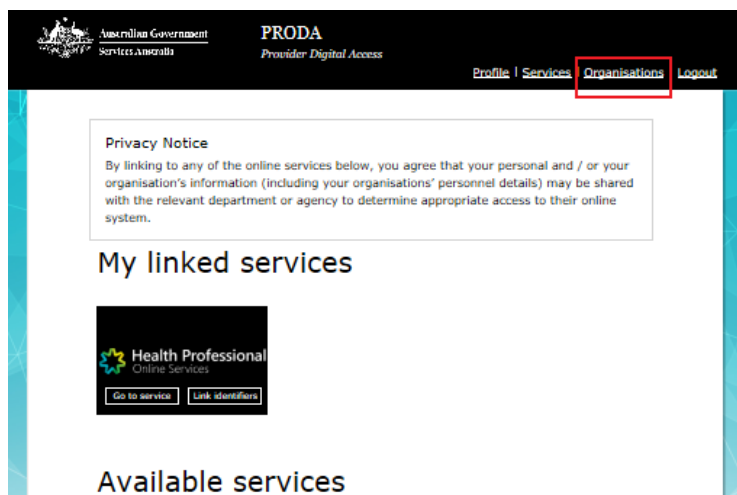 Australian Government
Services Australia
PRODA
Provider Digital Access
Profile | Services | Organisations | Logout
Privacy Notice
By linking to any of the online services below, you agree that your personal and / or your
organisation's information (including your organisations' personnel details) may be shared
with the relevant department or agency to determine appropriate access to their online
system.
My linked services
Health Professional
Online Services
Go to service
Link identifiers
Available services